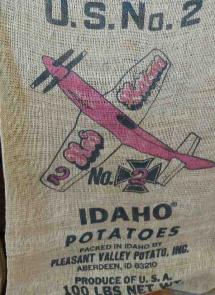 U.S.No. 2
No. 2
IDAHO®
POTATOES
PACKED IN IDAHO BY
PLEASANT VALLEY POTATO, INC.
ABERDEEN, ID 83210
PRODUCE OF U.S.A.
100 LBS NET WT.